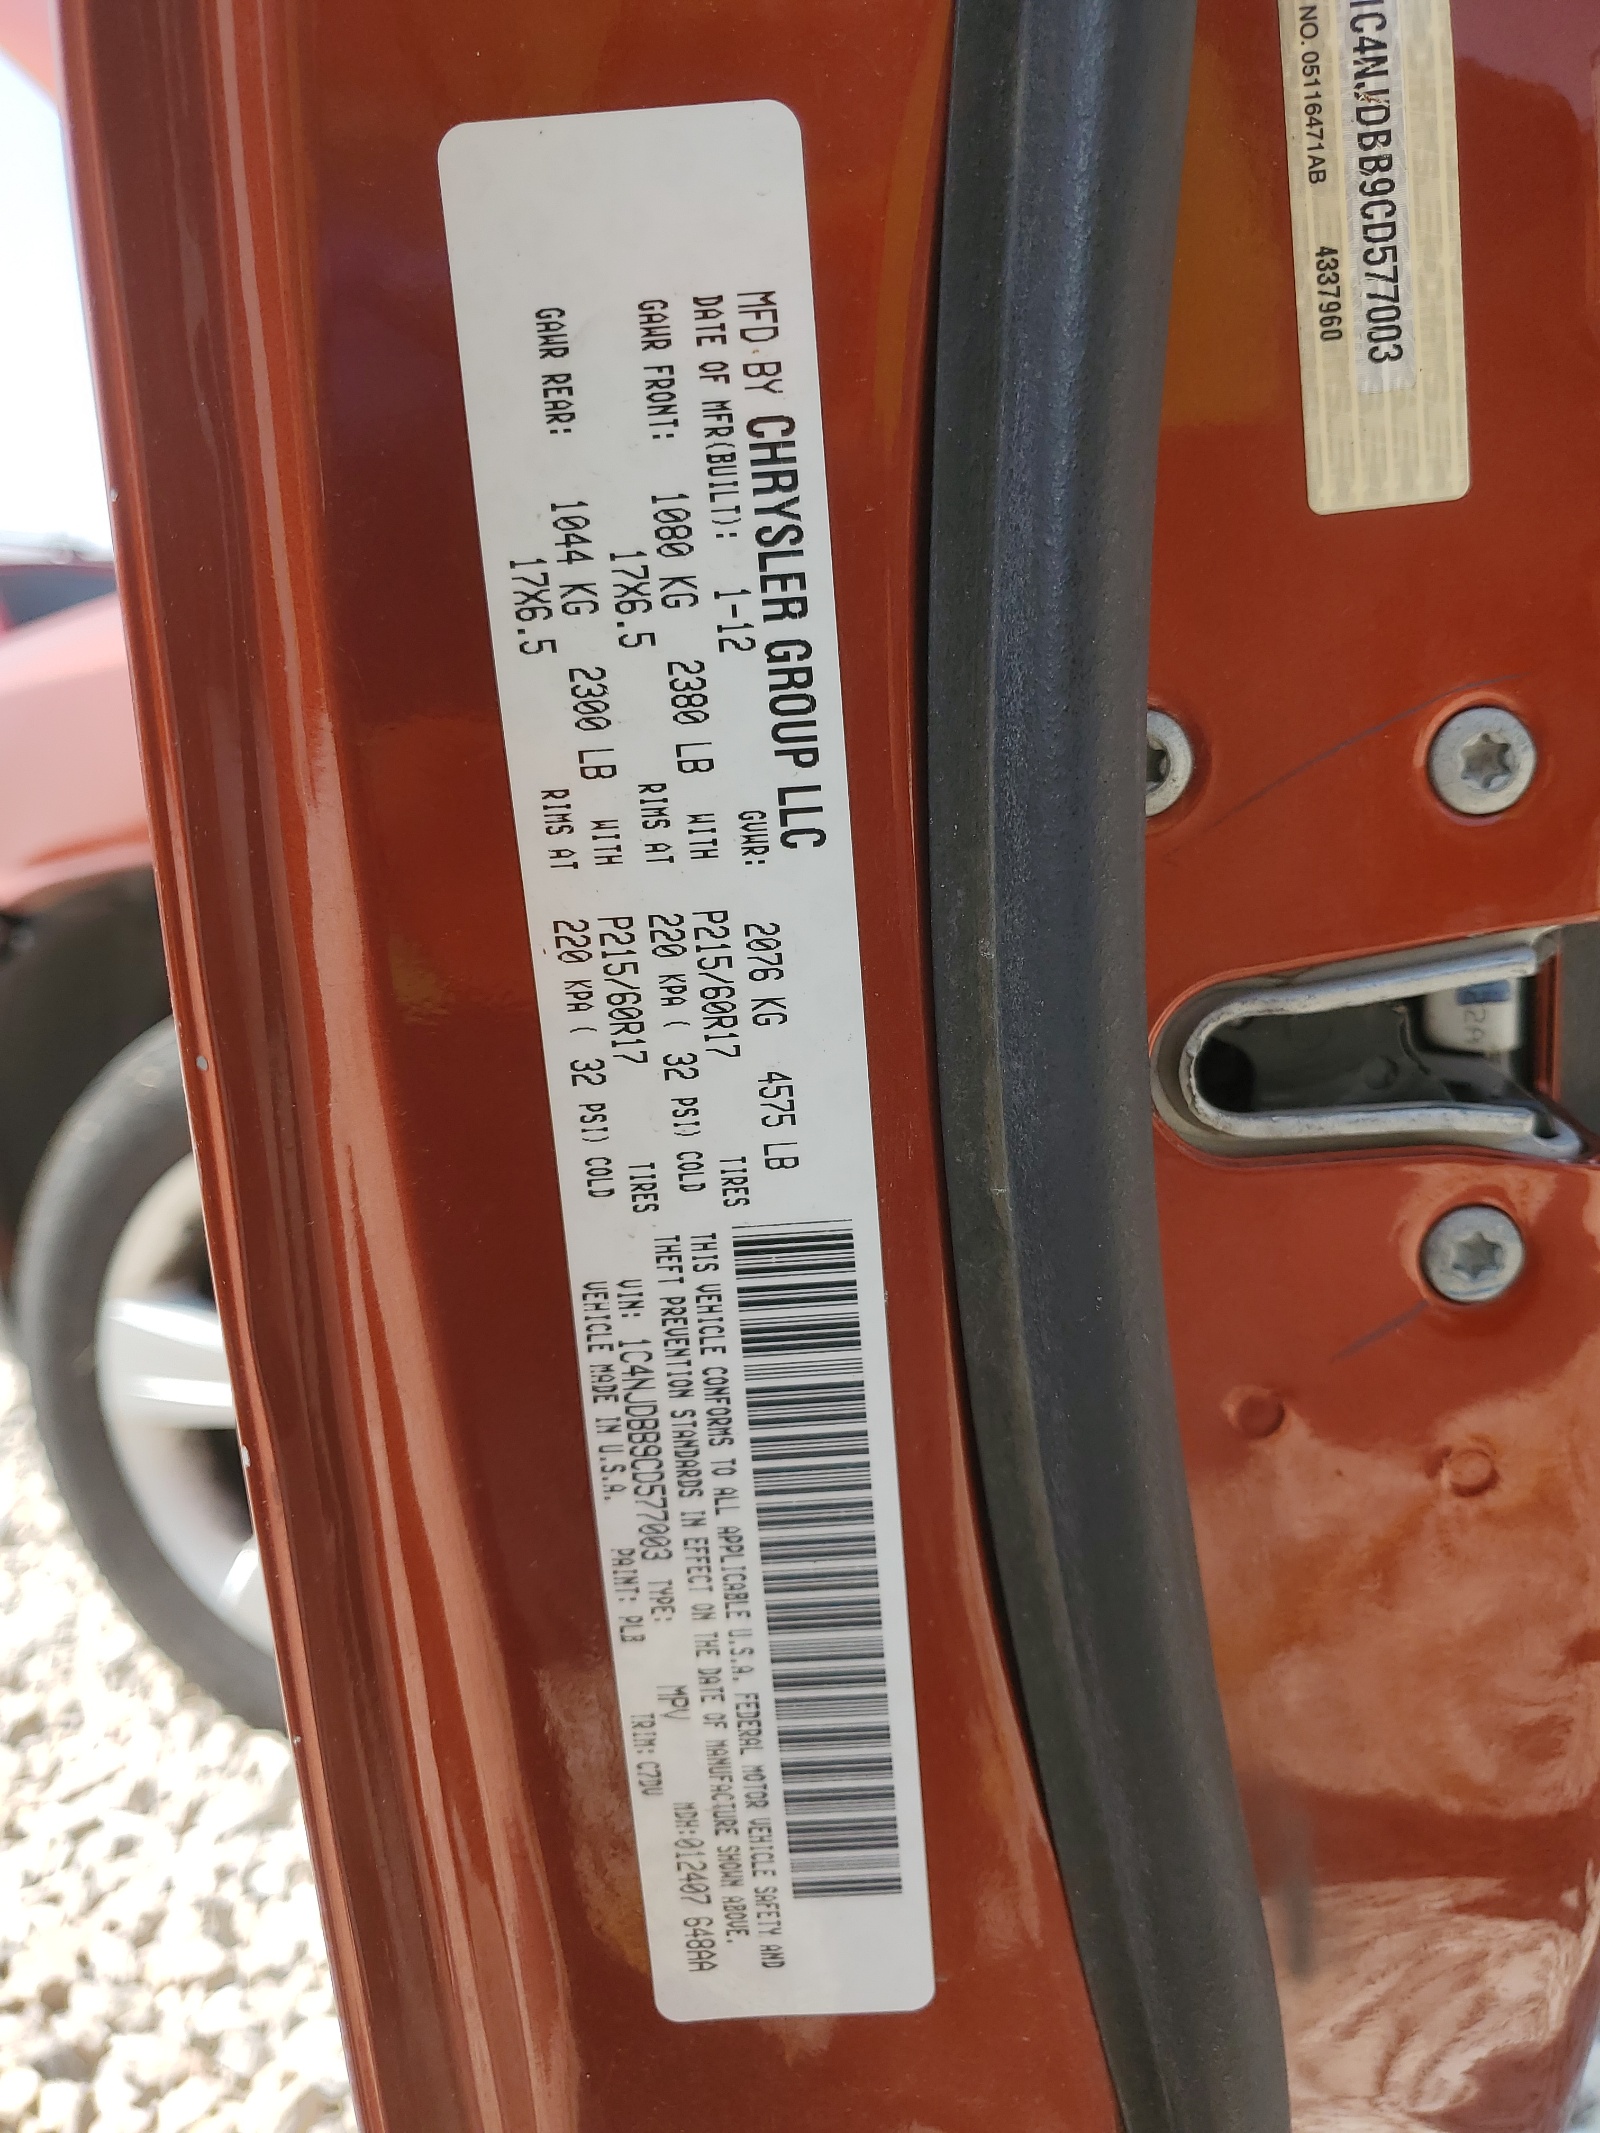 MFD BY CHRYSLER GROUP LLC
DATE OF MFR(BUILT): 1-12 GVWR: 2076 KG 4575 LB
GAWR FRONT: 1080 KG 2380 LB WITH P215/60R17 TIRES
17X6.5 RIMS AT 220 KPA ( 32 PSI) COLD
GAWR REAR: 1044 KG 2300 LB WITH P215/60R17 TIRES
17X6.5 RIMS AT 220 KPA ( 32 PSI) COLD
THIS VEHICLE CONFORMS TO ALL APPLICABLE U.S.A. FEDERAL MOTOR VEHICLE SAFETY AND
THEFT PREVENTION STANDARDS IN EFFECT ON THE DATE OF MANUFACTURE SHOWN ABOVE.
VIN: 1C4NJDBB9CD577003 TYPE: MPV MDH:012407 648AA
VEHICLE MADE IN U.S.A. PAINT: PLB TRIM: C7DV
1C4NJDBB9CD577003
NO. 05116471AB 4337960
2A